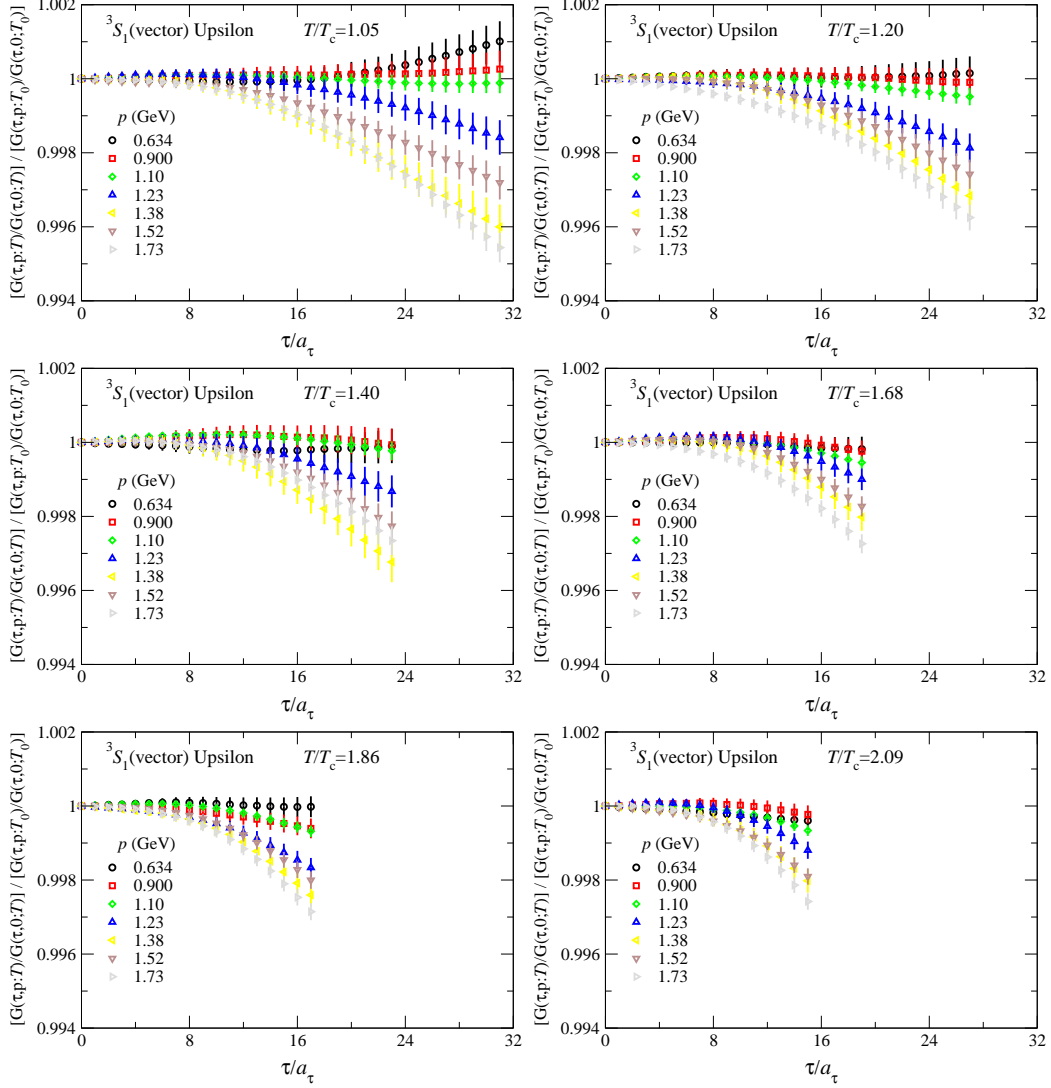 ³S₁(vector) Upsilon T/Tc=1.05
[G(τ,p:T)/G(τ,0:T)] / [G(τ,p:T₀)/G(τ,0:T₀)]
1.002
1
0.998
0.996
0.994
p (GeV)
0.634
0.900
1.10
1.23
1.38
1.52
1.73
0 8 16 24 32
τ/aτ
³S₁(vector) Upsilon T/Tc=1.20
[G(τ,p:T)/G(τ,0:T)] / [G(τ,p:T₀)/G(τ,0:T₀)]
1.002
1
0.998
0.996
0.994
p (GeV)
0.634
0.900
1.10
1.23
1.38
1.52
1.73
0 8 16 24 32
τ/aτ
³S₁(vector) Upsilon T/Tc=1.40
[G(τ,p:T)/G(τ,0:T)] / [G(τ,p:T₀)/G(τ,0:T₀)]
1.002
1
0.998
0.996
0.994
p (GeV)
0.634
0.900
1.10
1.23
1.38
1.52
1.73
0 8 16 24 32
τ/aτ
³S₁(vector) Upsilon T/Tc=1.68
[G(τ,p:T)/G(τ,0:T)] / [G(τ,p:T₀)/G(τ,0:T₀)]
1.002
1
0.998
0.996
0.994
p (GeV)
0.634
0.900
1.10
1.23
1.38
1.52
1.73
0 8 16 24 32
τ/aτ
³S₁(vector) Upsilon T/Tc=1.86
[G(τ,p:T)/G(τ,0:T)] / [G(τ,p:T₀)/G(τ,0:T₀)]
1.002
1
0.998
0.996
0.994
p (GeV)
0.634
0.900
1.10
1.23
1.38
1.52
1.73
0 8 16 24 32
τ/aτ
³S₁(vector) Upsilon T/Tc=2.09
[G(τ,p:T)/G(τ,0:T)] / [G(τ,p:T₀)/G(τ,0:T₀)]
1.002
1
0.998
0.996
0.994
p (GeV)
0.634
0.900
1.10
1.23
1.38
1.52
1.73
0 8 16 24 32
τ/aτ